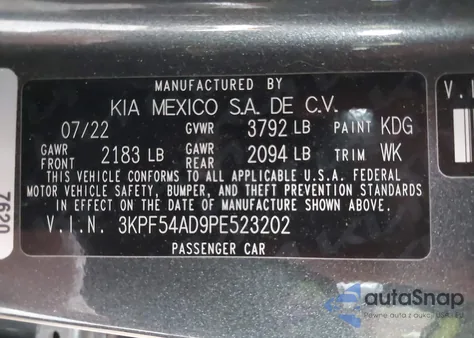 MANUFACTURED BY
KIA MEXICO S.A. DE C.V.
07/22 GVWR 3792 LB PAINT KDG
GAWR FRONT 2183 LB GAWR REAR 2094 LB TRIM WK
THIS VEHICLE CONFORMS TO ALL APPLICABLE U.S.A. FEDERAL
MOTOR VEHICLE SAFETY, BUMPER, AND THEFT PREVENTION STANDARDS
IN EFFECT ON THE DATE OF MANUFACTURE SHOWN ABOVE.
V.I.N. 3KPF54AD9PE523202
PASSENGER CAR
7620
V.I
autoSnap